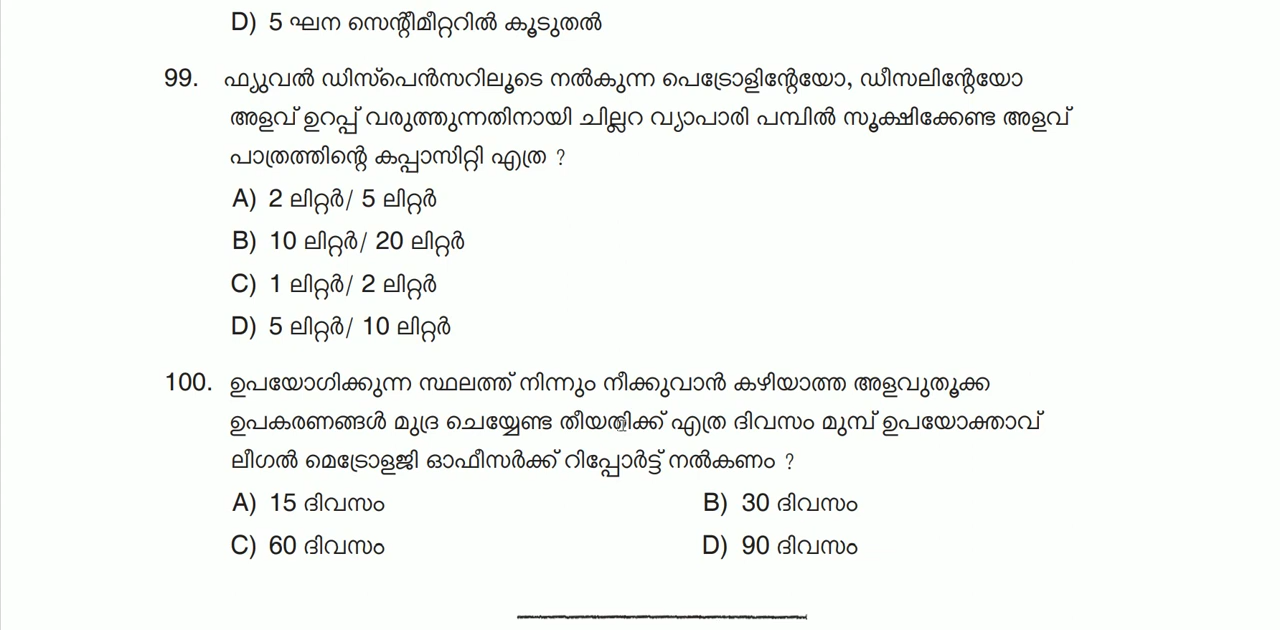 D) 5 ഘന സെന്റീമീറ്ററിൽ കൂടുതൽ
99. ഫ്യുവൽ ഡിസ്പെൻസറിലൂടെ നൽകുന്ന പെട്രോളിന്റേയോ, ഡീസലിന്റേയോ
അളവ് ഉറപ്പ് വരുത്തുന്നതിനായി ചില്ലറ വ്യാപാരി പമ്പിൽ സൂക്ഷിക്കേണ്ട അളവ്
പാത്രത്തിന്റെ കപ്പാസിറ്റി എത്ര ?
A) 2 ലിറ്റർ/ 5 ലിറ്റർ
B) 10 ലിറ്റർ/ 20 ലിറ്റർ
C) 1 ലിറ്റർ/ 2 ലിറ്റർ
D) 5 ലിറ്റർ/ 10 ലിറ്റർ
100. ഉപയോഗിക്കുന്ന സ്ഥലത്ത് നിന്നും നീക്കുവാൻ കഴിയാത്ത അളവുതൂക്ക
ഉപകരണങ്ങൾ മുദ്ര ചെയ്യേണ്ട തീയതിക്ക് എത്ര ദിവസം മുമ്പ് ഉപയോക്താവ്
ലീഗൽ മെട്രോളജി ഓഫീസർക്ക് റിപ്പോർട്ട് നൽകണം ?
A) 15 ദിവസം B) 30 ദിവസം
C) 60 ദിവസം D) 90 ദിവസം